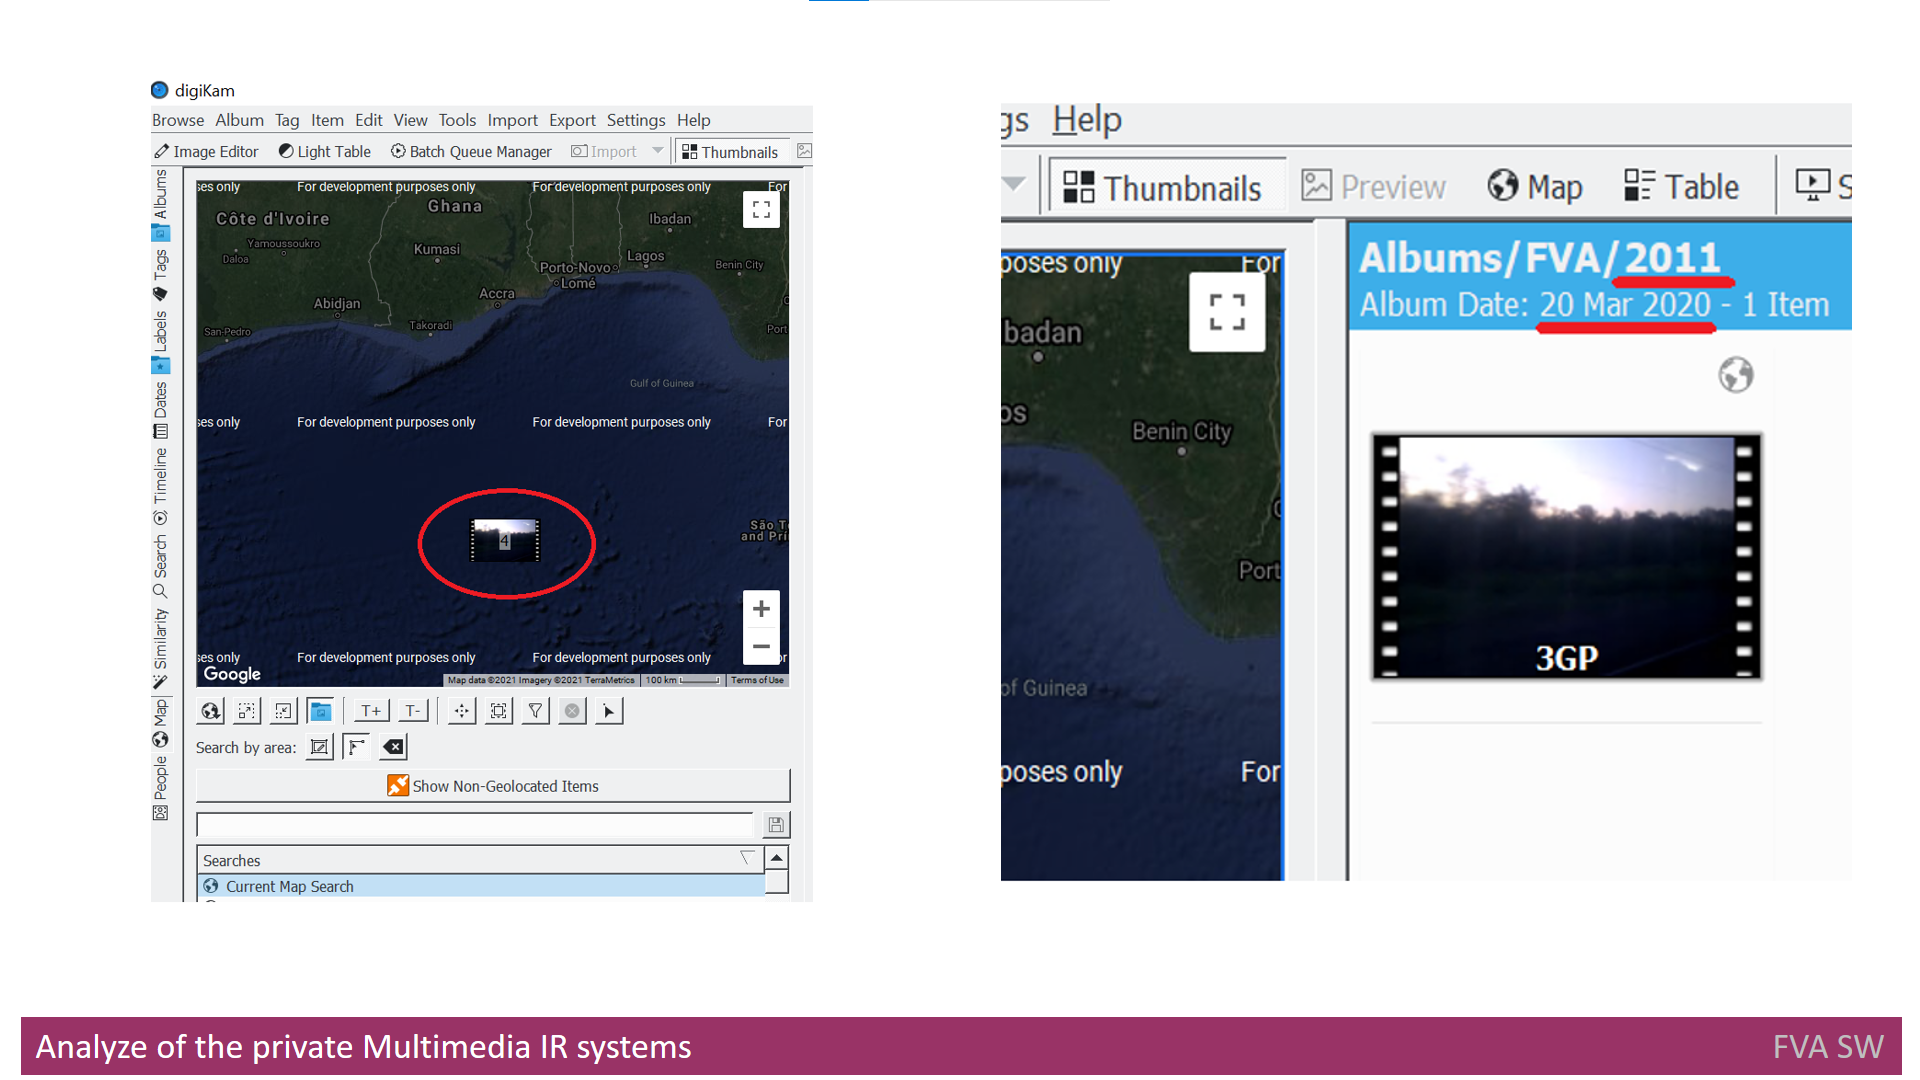 digiKam
Browse Album Tag Item Edit View Tools Import Export Settings Help
Image Editor Light Table Batch Queue Manager Import Thumbnails
Albums
Tags
Labels
Dates
Timeline
Search
Similarity
Map
People
ses only For development purposes only For development purposes only For
Côte d'Ivoire
Ghana
Ibadan
Yamoussoukro
Daloa
Kumasi
Lagos
Porto-Novo
Benin City
Lomé
Accra
Abidjan
Takoradi
San-Pedro
Port
Gulf of Guinea
ses only For development purposes only For development purposes only For
4
São T
and Prí
+
−
ses only For development purposes only For development purposes only or
Google
Map data ©2021 Imagery ©2021 TerraMetrics 100 km Terms of Use
T+ T-
Search by area:
Show Non-Geolocated Items
Searches
Current Map Search
gs Help
Thumbnails Preview Map Table S
poses only For
Albums/FVA/2011
Album Date: 20 Mar 2020 - 1 Item
badan
os
Benin City
Port
of Guinea
poses only For
3GP
Analyze of the private Multimedia IR systems
FVA SW